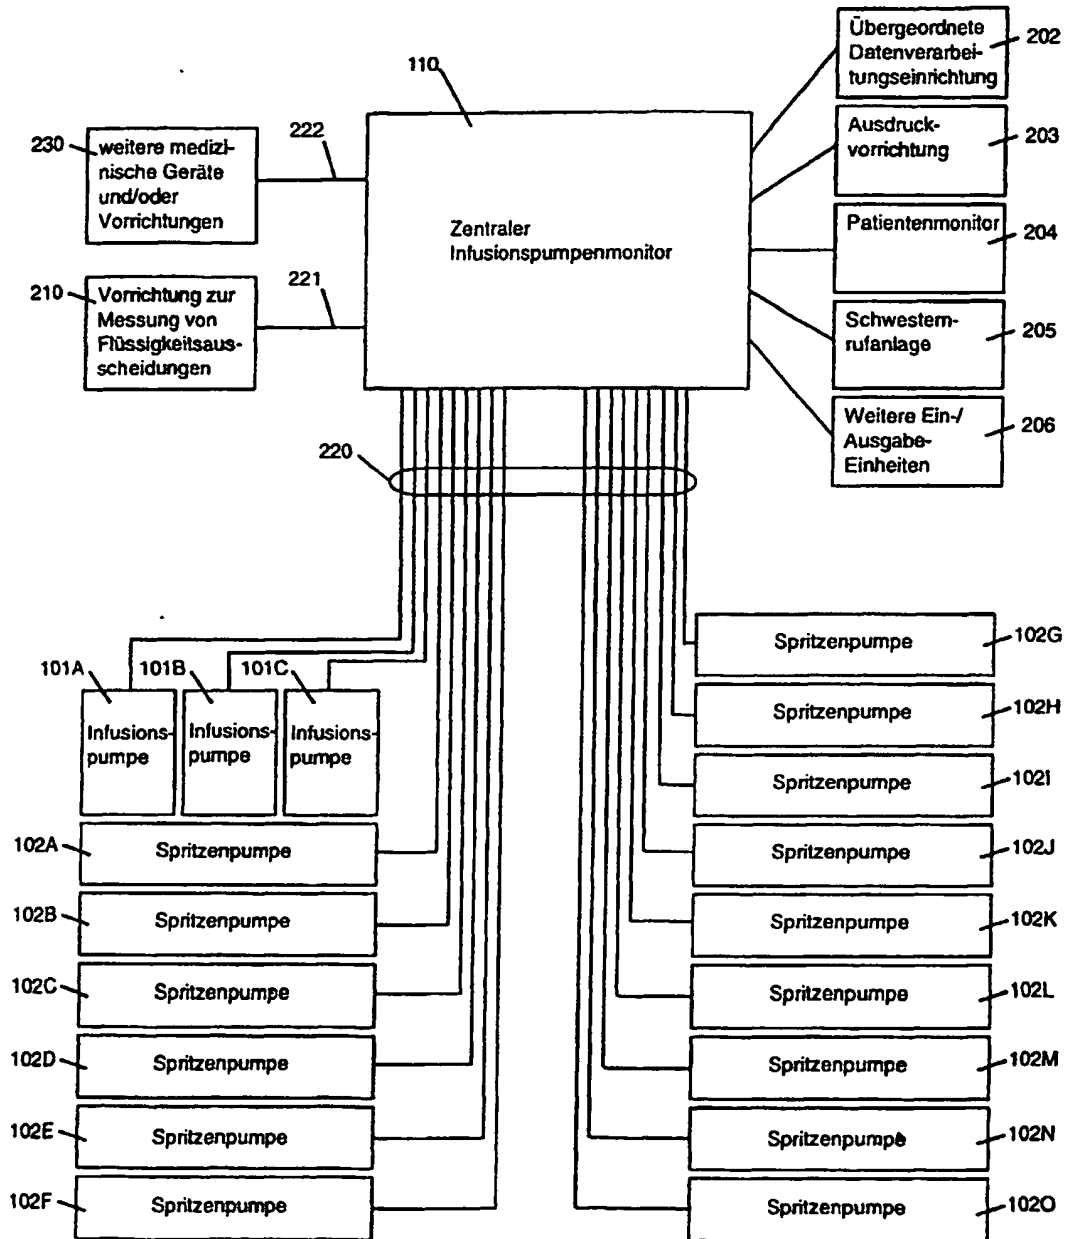 110
Übergeordnete
Datenverarbei-
tungseinrichtung
202
230
weitere medizi-
nische Geräte
und/oder
Vorrichtungen
222
Ausdruck-
vorrichtung
203
Zentraler
Infusionspumpenmonitor
Patientenmonitor
204
210
Vorrichtung zur
Messung von
Flüssigkeitsaus-
scheidungen
221
Schwestern-
rufanlage
205
Weitere Ein-/
Ausgabe-
Einheiten
206
220
101A
101B
101C
Infusions-
pumpe
Infusions-
pumpe
Infusions-
pumpe
102A
Spritzenpumpe
102B
Spritzenpumpe
102C
Spritzenpumpe
102D
Spritzenpumpe
102E
Spritzenpumpe
102F
Spritzenpumpe
Spritzenpumpe
102G
Spritzenpumpe
102H
Spritzenpumpe
102I
Spritzenpumpe
102J
Spritzenpumpe
102K
Spritzenpumpe
102L
Spritzenpumpe
102M
Spritzenpumpe
102N
Spritzenpumpe
102O